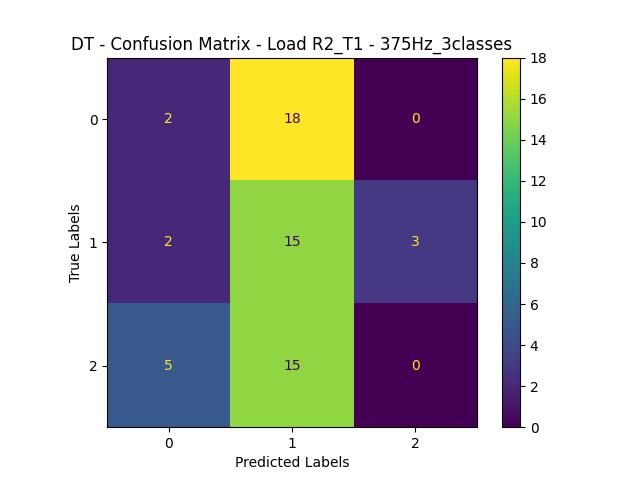 DT - Confusion Matrix - Load R2_T1 - 375Hz_3classes
True Labels
0 2 18 0
1 2 15 3
2 5 15 0
0 1 2
Predicted Labels
18
16
14
12
10
8
6
4
2
0